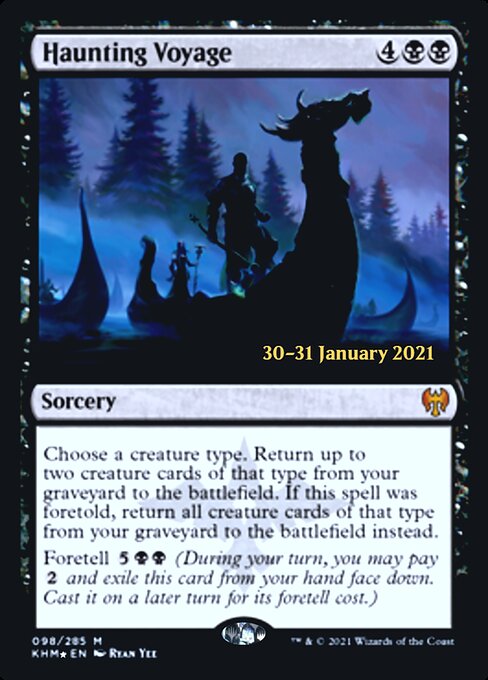 Haunting Voyage 4
30–31 January 2021
Sorcery
Choose a creature type. Return up to
two creature cards of that type from your
graveyard to the battlefield. If this spell was
foretold, return all creature cards of that type
from your graveyard to the battlefield instead.
Foretell 5 (During your turn, you may pay
2 and exile this card from your hand face down.
Cast it on a later turn for its foretell cost.)
098/285 M
KHM★EN Ryan Yee
™ & © 2021 Wizards of the Coast